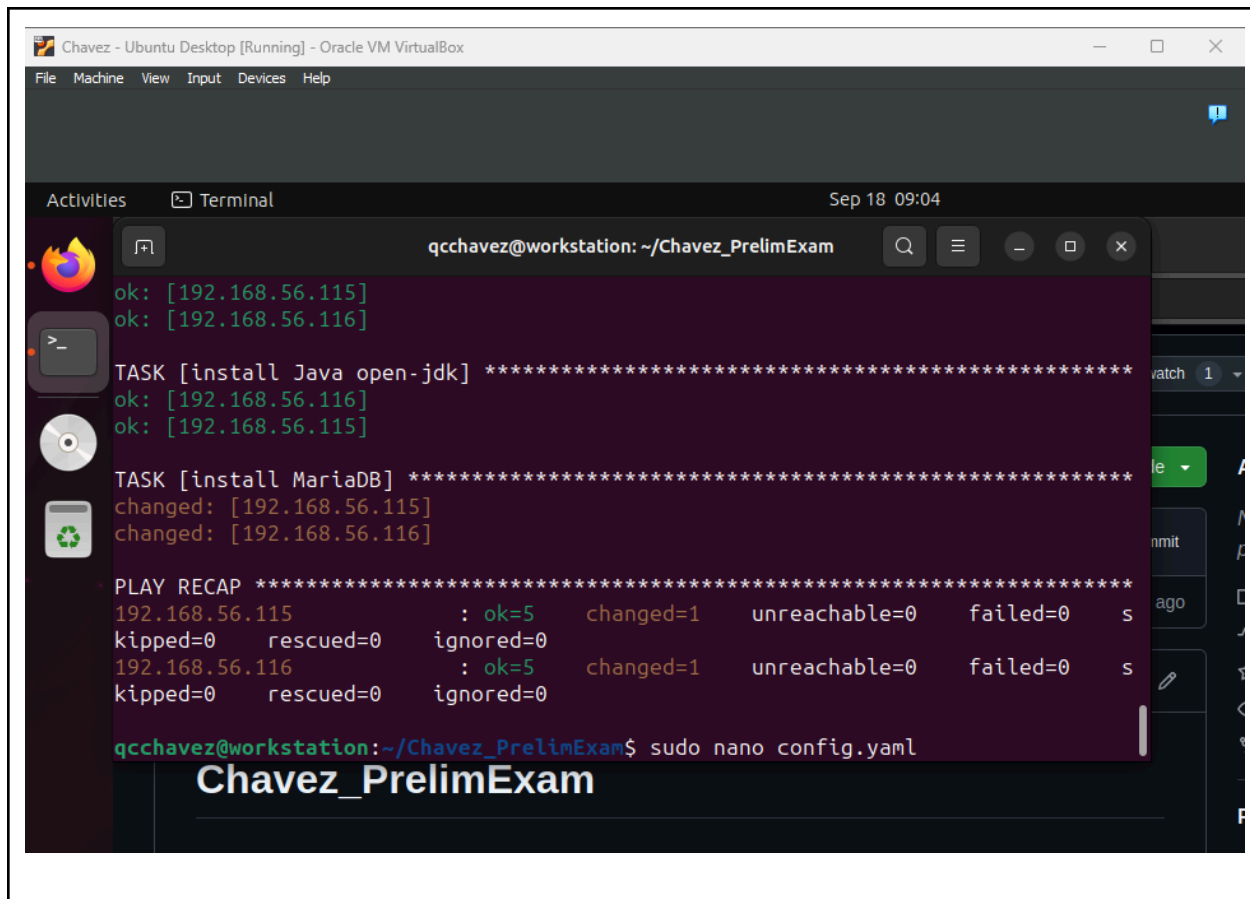 Chavez - Ubuntu Desktop [Running] - Oracle VM VirtualBox
File Machine View Input Devices Help
Activities Terminal Sep 18 09:04
qcchavez@workstation: ~/Chavez_PrelimExam
ok: [192.168.56.115]
ok: [192.168.56.116]
TASK [install Java open-jdk] ***************************************************
ok: [192.168.56.116]
ok: [192.168.56.115]
TASK [install MariaDB] *********************************************************
changed: [192.168.56.115]
changed: [192.168.56.116]
PLAY RECAP *********************************************************************
192.168.56.115 : ok=5 changed=1 unreachable=0 failed=0 s
kipped=0 rescued=0 ignored=0
192.168.56.116 : ok=5 changed=1 unreachable=0 failed=0 s
kipped=0 rescued=0 ignored=0
qcchavez@workstation:~/Chavez_PrelimExam$ sudo nano config.yaml
1
ago
Chavez_PrelimExam